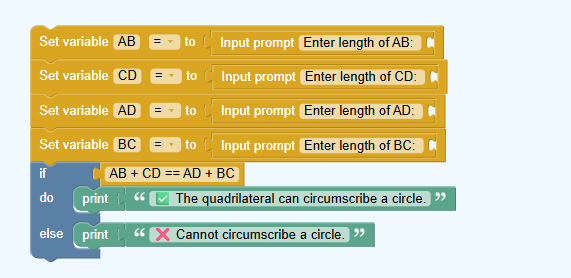 Set variable AB = to Input prompt Enter length of AB:
Set variable CD = to Input prompt Enter length of CD:
Set variable AD = to Input prompt Enter length of AD:
Set variable BC = to Input prompt Enter length of BC:
if AB + CD == AD + BC
do print “ ✅ The quadrilateral can circumscribe a circle. ”
else print “ ❌ Cannot circumscribe a circle. ”